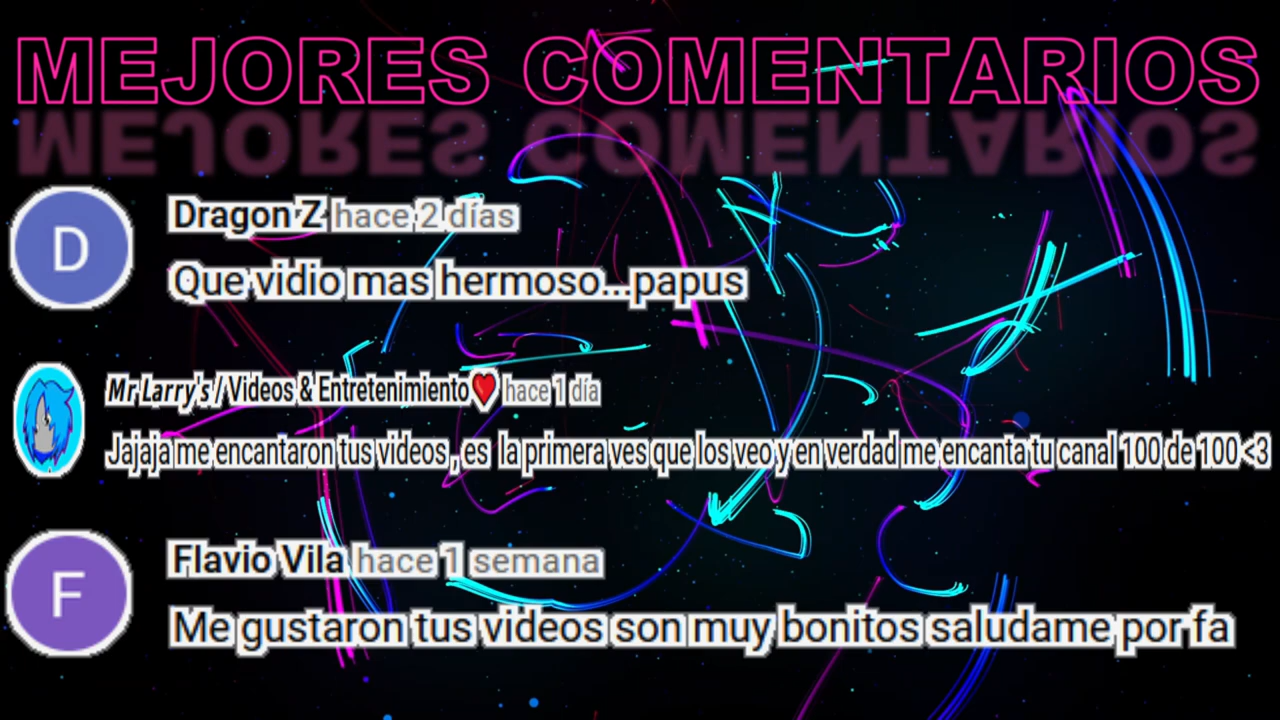 MEJORES COMENTARIOS
D
Dragon Z hace 2 días
Que vidio mas hermoso...papus
Mr Larry's / Videos & Entretenimiento❤️ hace 1 día
Jajaja me encantaron tus videos , es la primera ves que los veo y en verdad me encanta tu canal 100 de 100 <3
F
Flavio Vila hace 1 semana
Me gustaron tus videos son muy bonitos saludame por fa